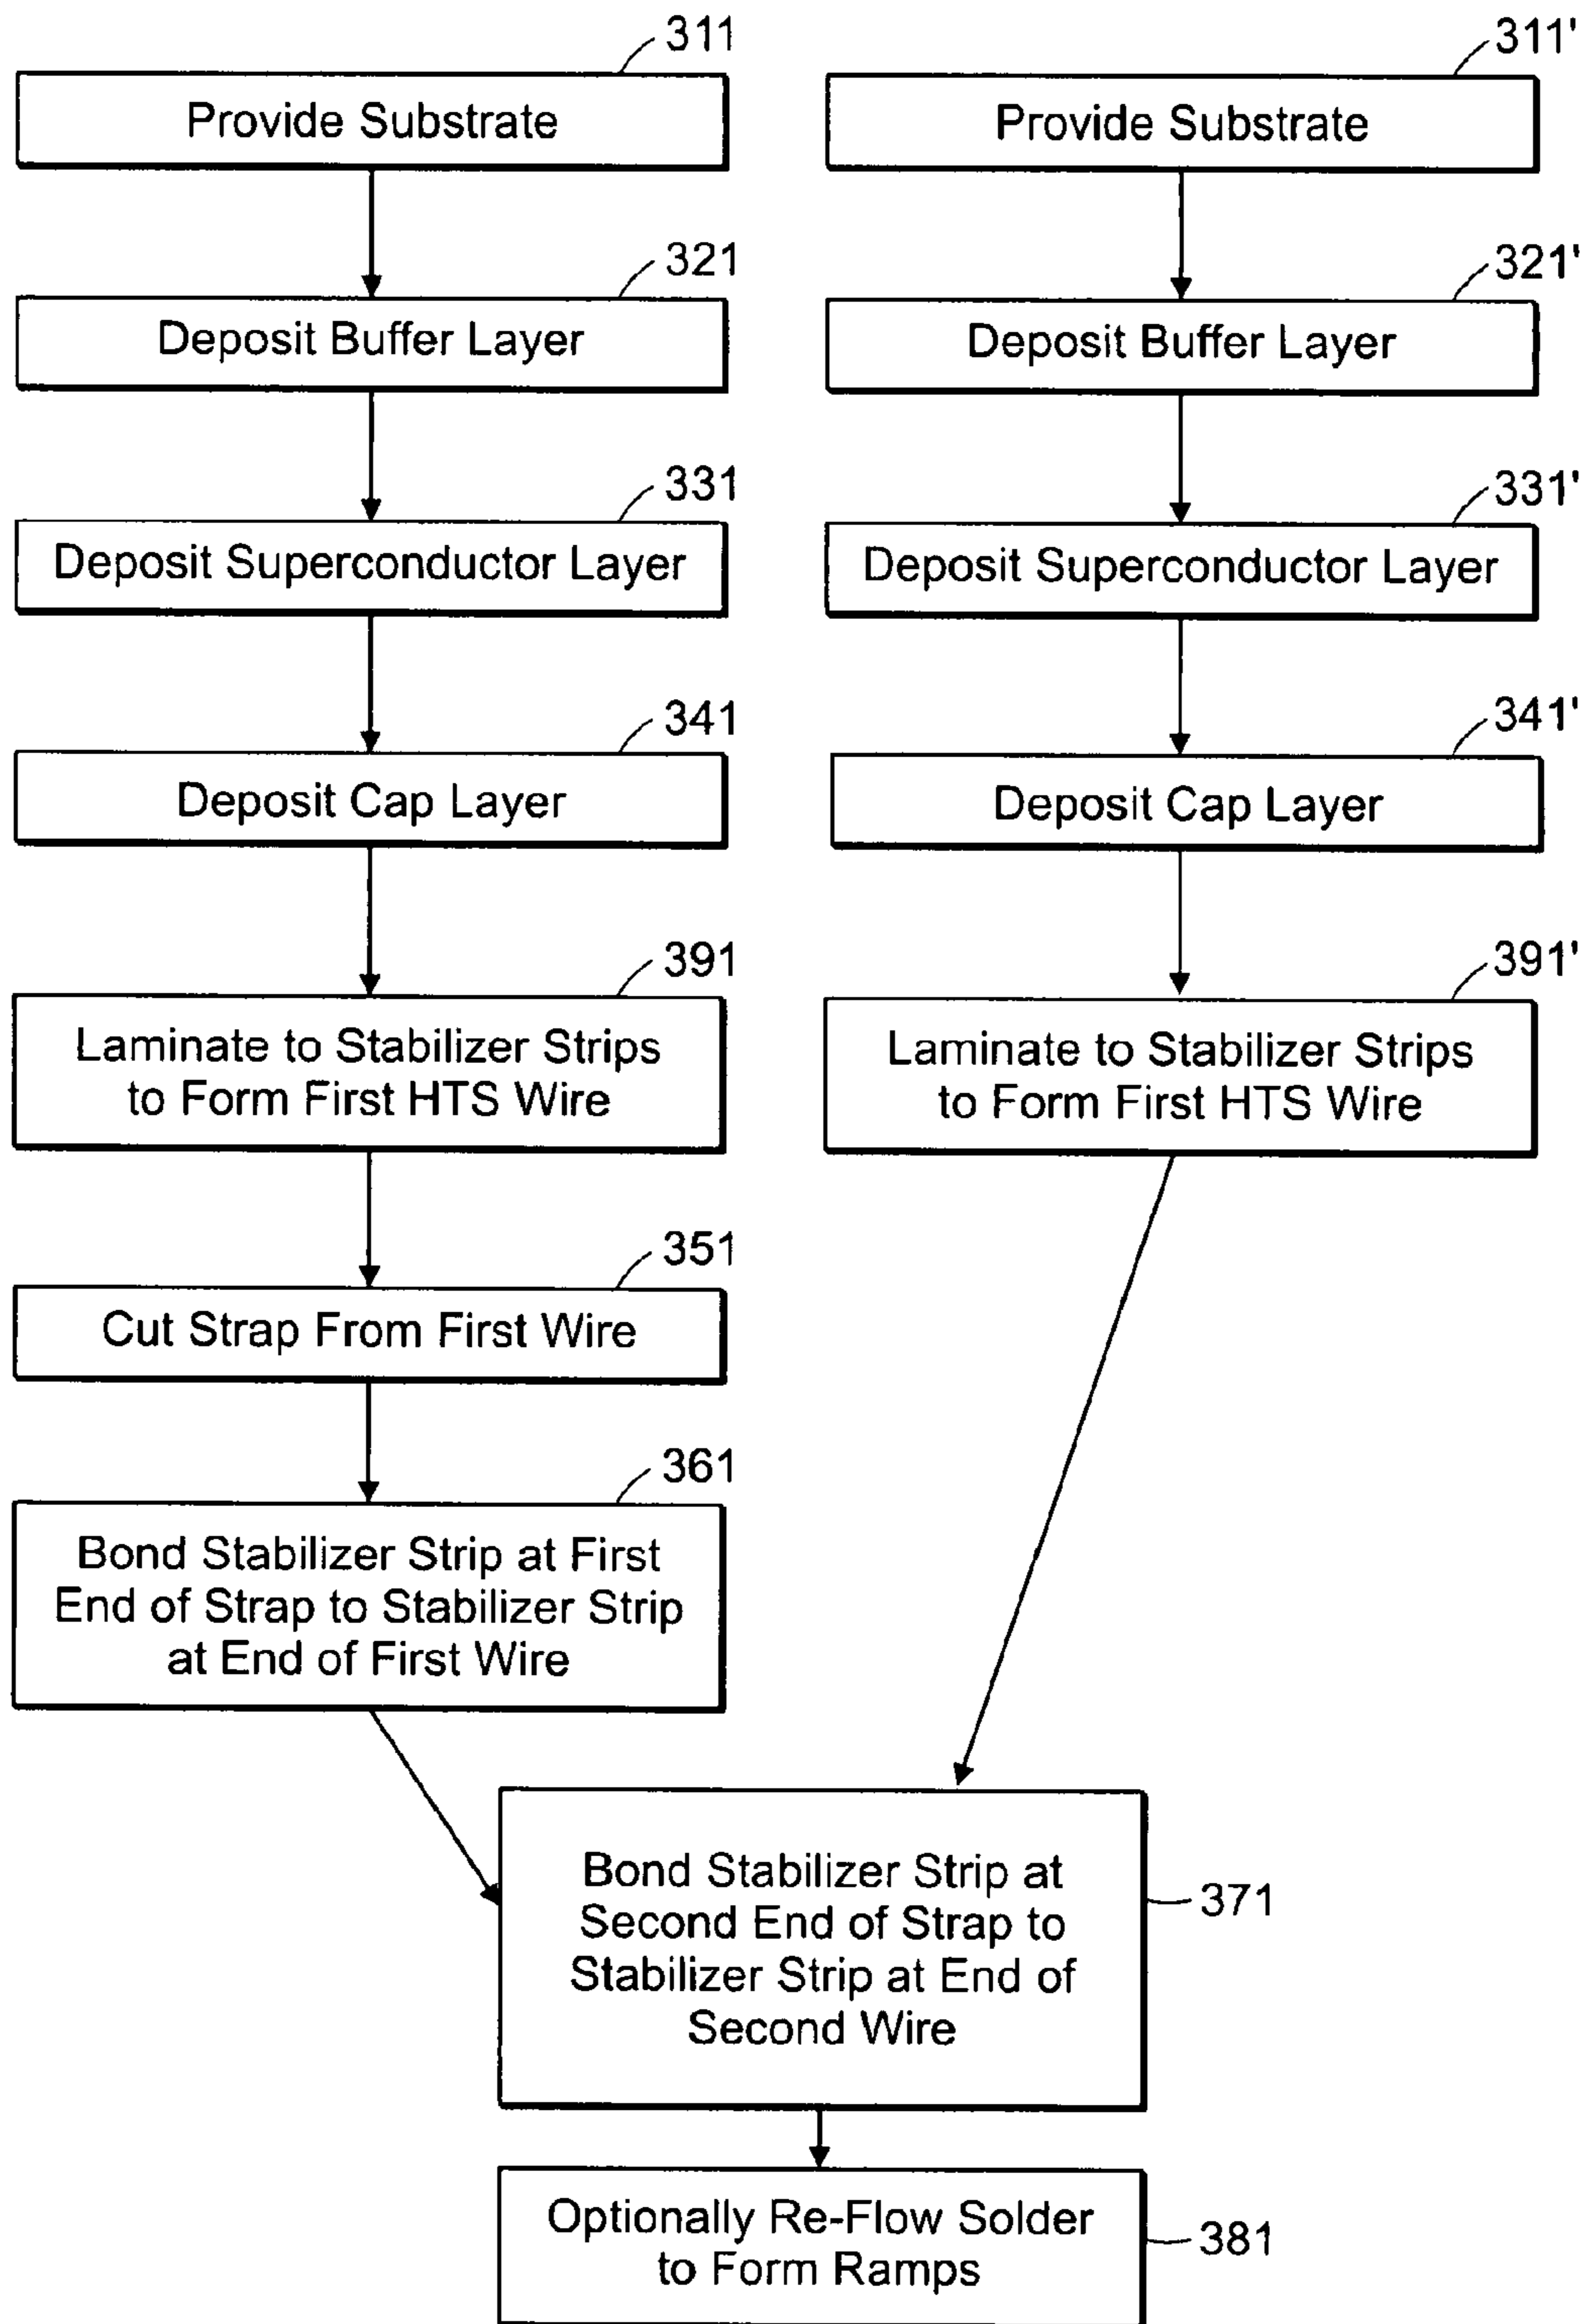 311
Provide Substrate
311'
Provide Substrate
321
Deposit Buffer Layer
321'
Deposit Buffer Layer
331
Deposit Superconductor Layer
331'
Deposit Superconductor Layer
341
Deposit Cap Layer
341'
Deposit Cap Layer
391
Laminate to Stabilizer Strips
to Form First HTS Wire
391'
Laminate to Stabilizer Strips
to Form First HTS Wire
351
Cut Strap From First Wire
361
Bond Stabilizer Strip at First
End of Strap to Stabilizer Strip
at End of First Wire
Bond Stabilizer Strip at
Second End of Strap to
Stabilizer Strip at End of
Second Wire
371
Optionally Re-Flow Solder
to Form Ramps
381